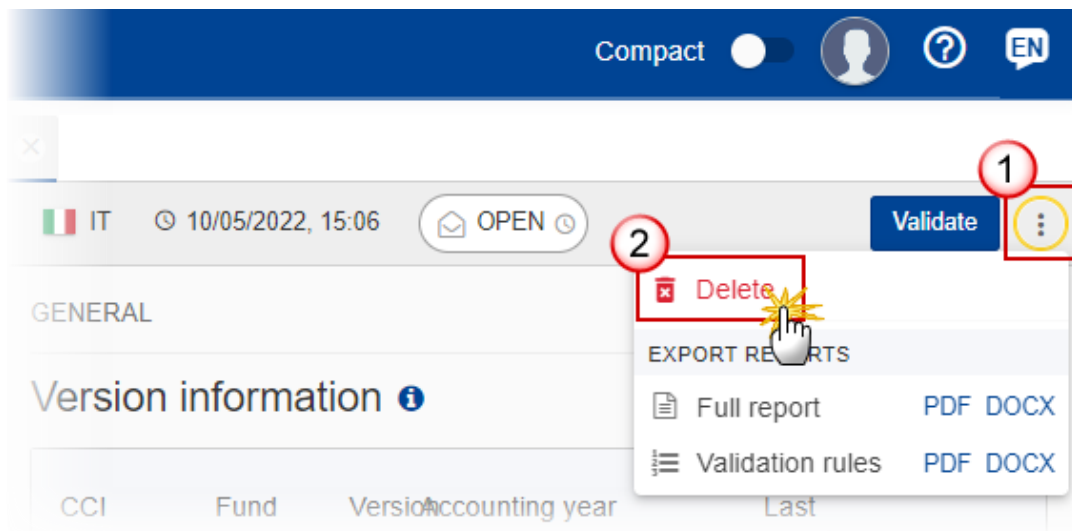 Compact EN
1
IT 10/05/2022, 15:06 OPEN Validate
2
Delete
GENERAL
EXPORT REPORTS
Version information
Full report PDF DOCX
Validation rules PDF DOCX
CCI Fund Version Accounting year Last